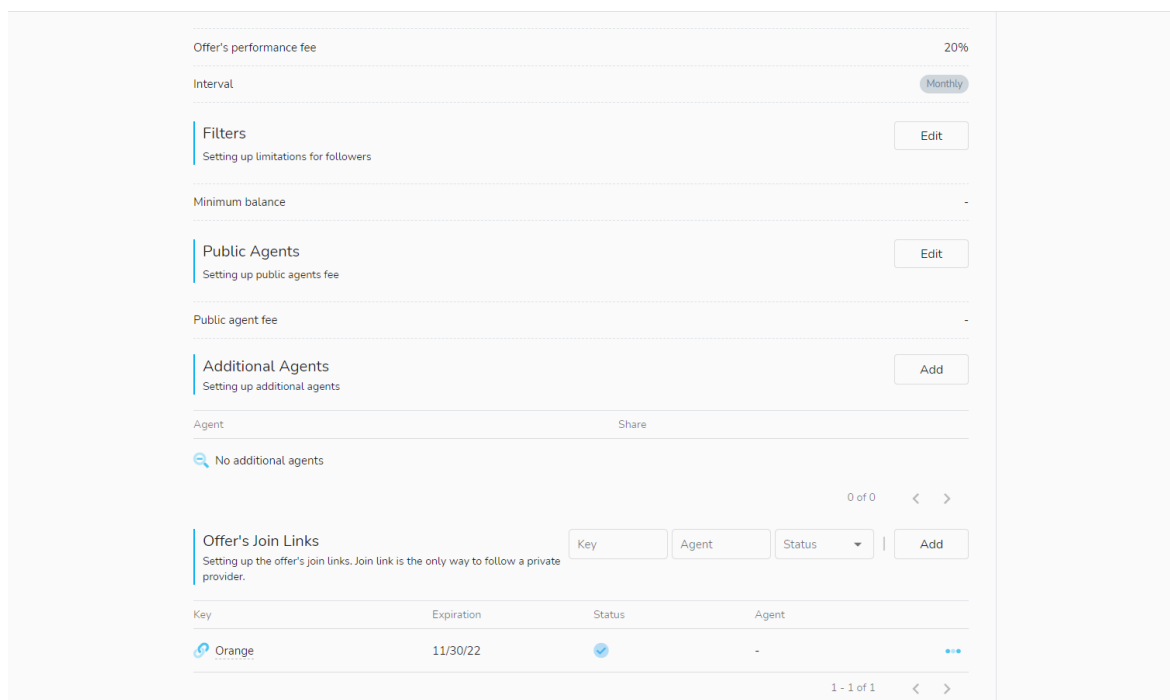 Offer's performance fee 20%
Interval Monthly
Filters Edit
Setting up limitations for followers
Minimum balance -
Public Agents Edit
Setting up public agents fee
Public agent fee -
Additional Agents Add
Setting up additional agents
Agent Share
No additional agents
0 of 0
Offer's Join Links Key Agent Status Add
Setting up the offer's join links. Join link is the only way to follow a private
provider.
Key Expiration Status Agent
Orange 11/30/22 -
1 - 1 of 1